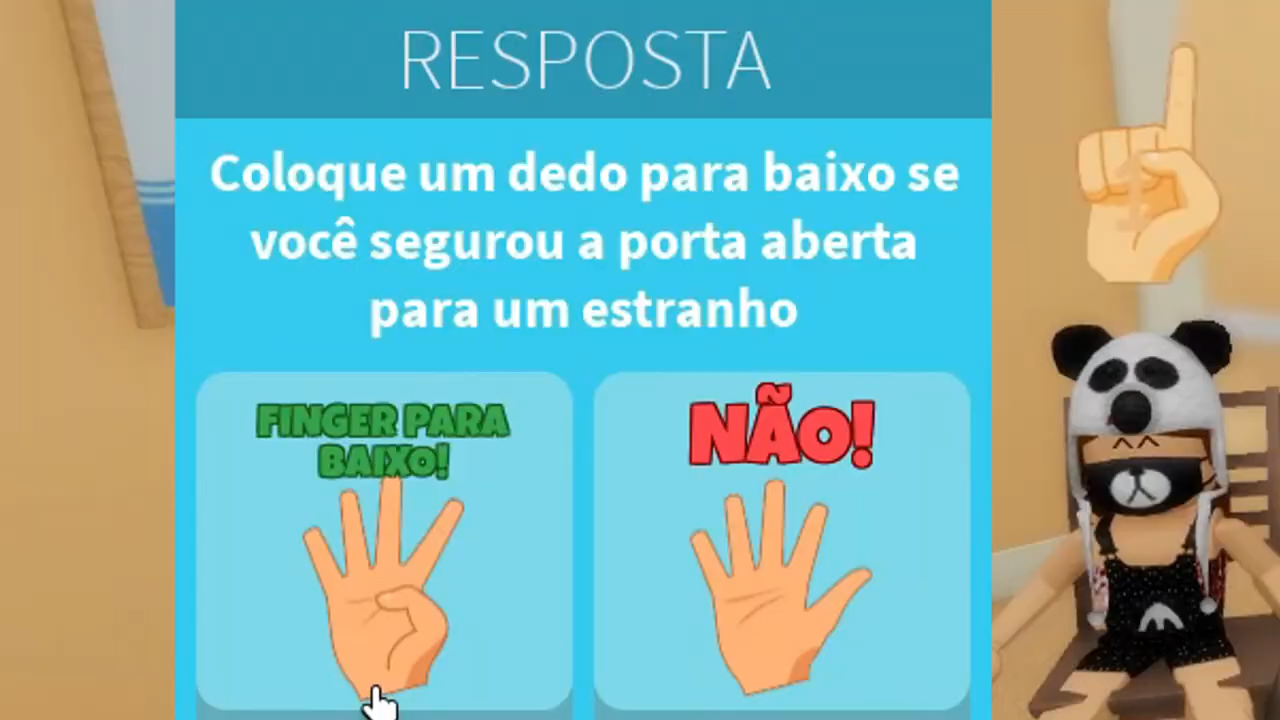 RESPOSTA
Coloque um dedo para baixo se
você segurou a porta aberta
para um estranho
FINGER PARA
BAIXO!
NÃO!